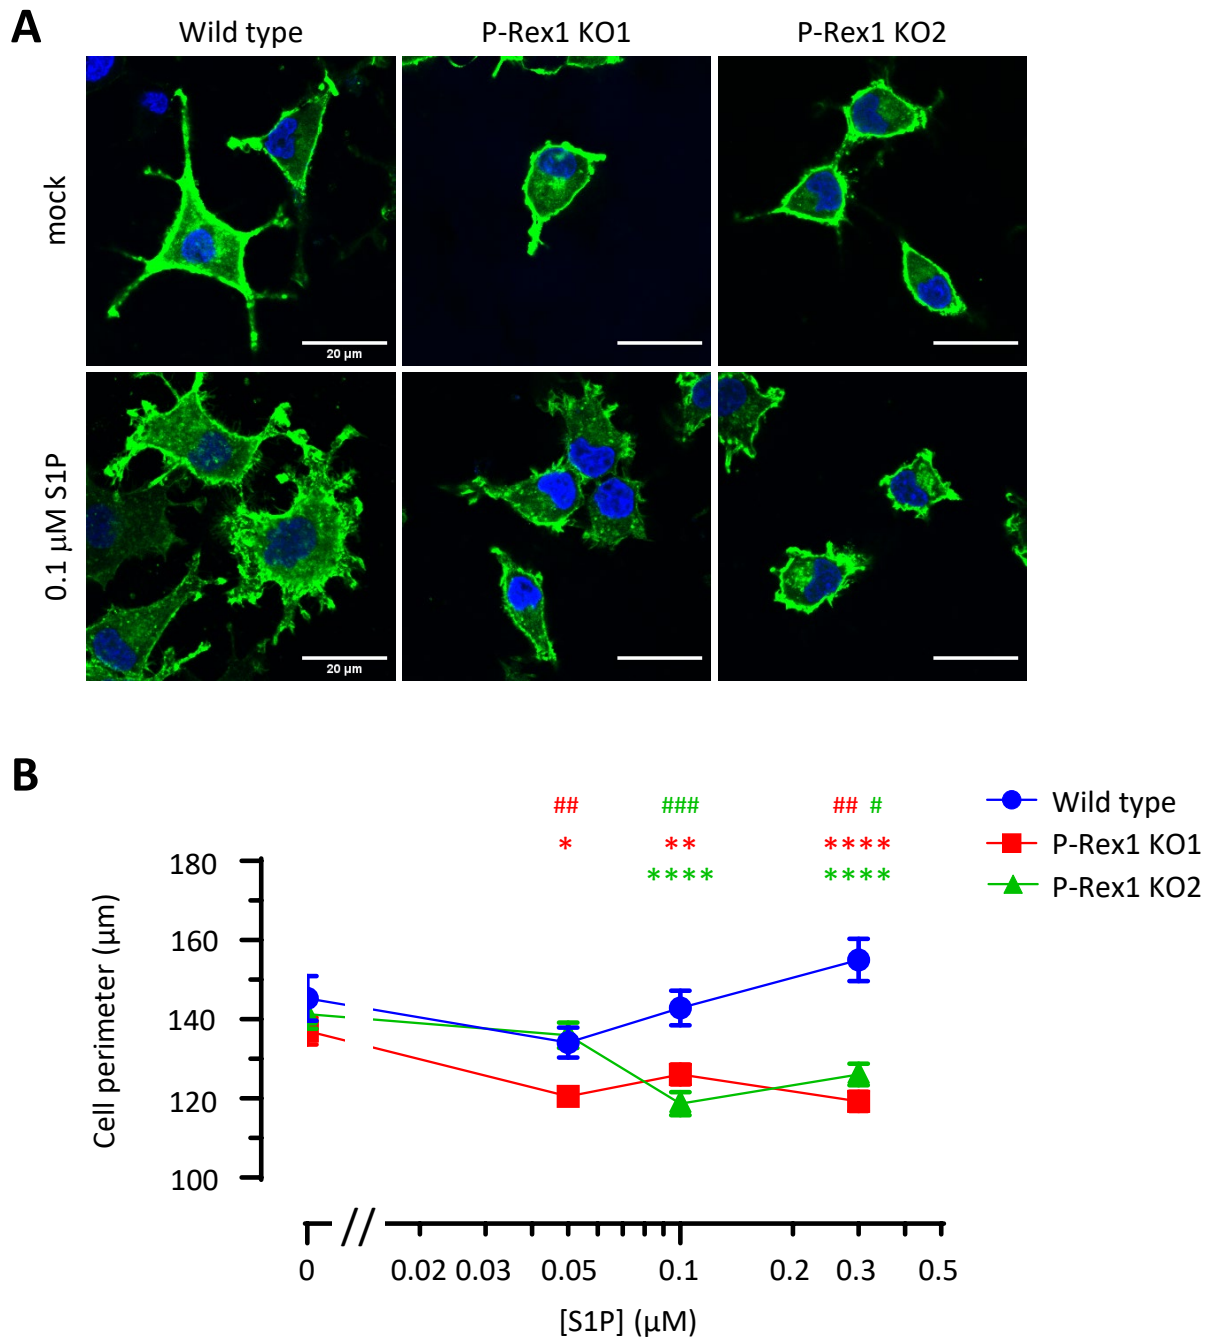 A
Wild type P-Rex1 KO1 P-Rex1 KO2
mock
20 µm
0.1 µM S1P
20 µm
B
## ### ## #
* ** ****
**** ****
Wild type
P-Rex1 KO1
P-Rex1 KO2
Cell perimeter (µm)
180
160
140
120
100
0 // 0.02 0.03 0.05 0.1 0.2 0.3 0.5
[S1P] (µM)